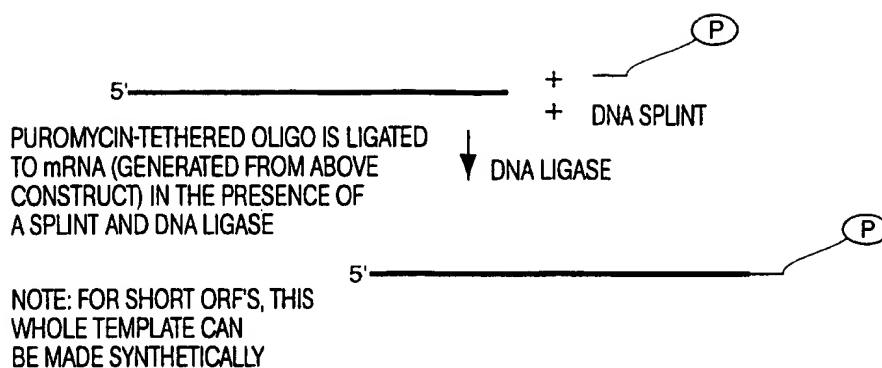 P
5'
+
+ DNA SPLINT
PUROMYCIN-TETHERED OLIGO IS LIGATED
TO mRNA (GENERATED FROM ABOVE
CONSTRUCT) IN THE PRESENCE OF
A SPLINT AND DNA LIGASE
DNA LIGASE
P
5'
NOTE: FOR SHORT ORF'S, THIS
WHOLE TEMPLATE CAN
BE MADE SYNTHETICALLY